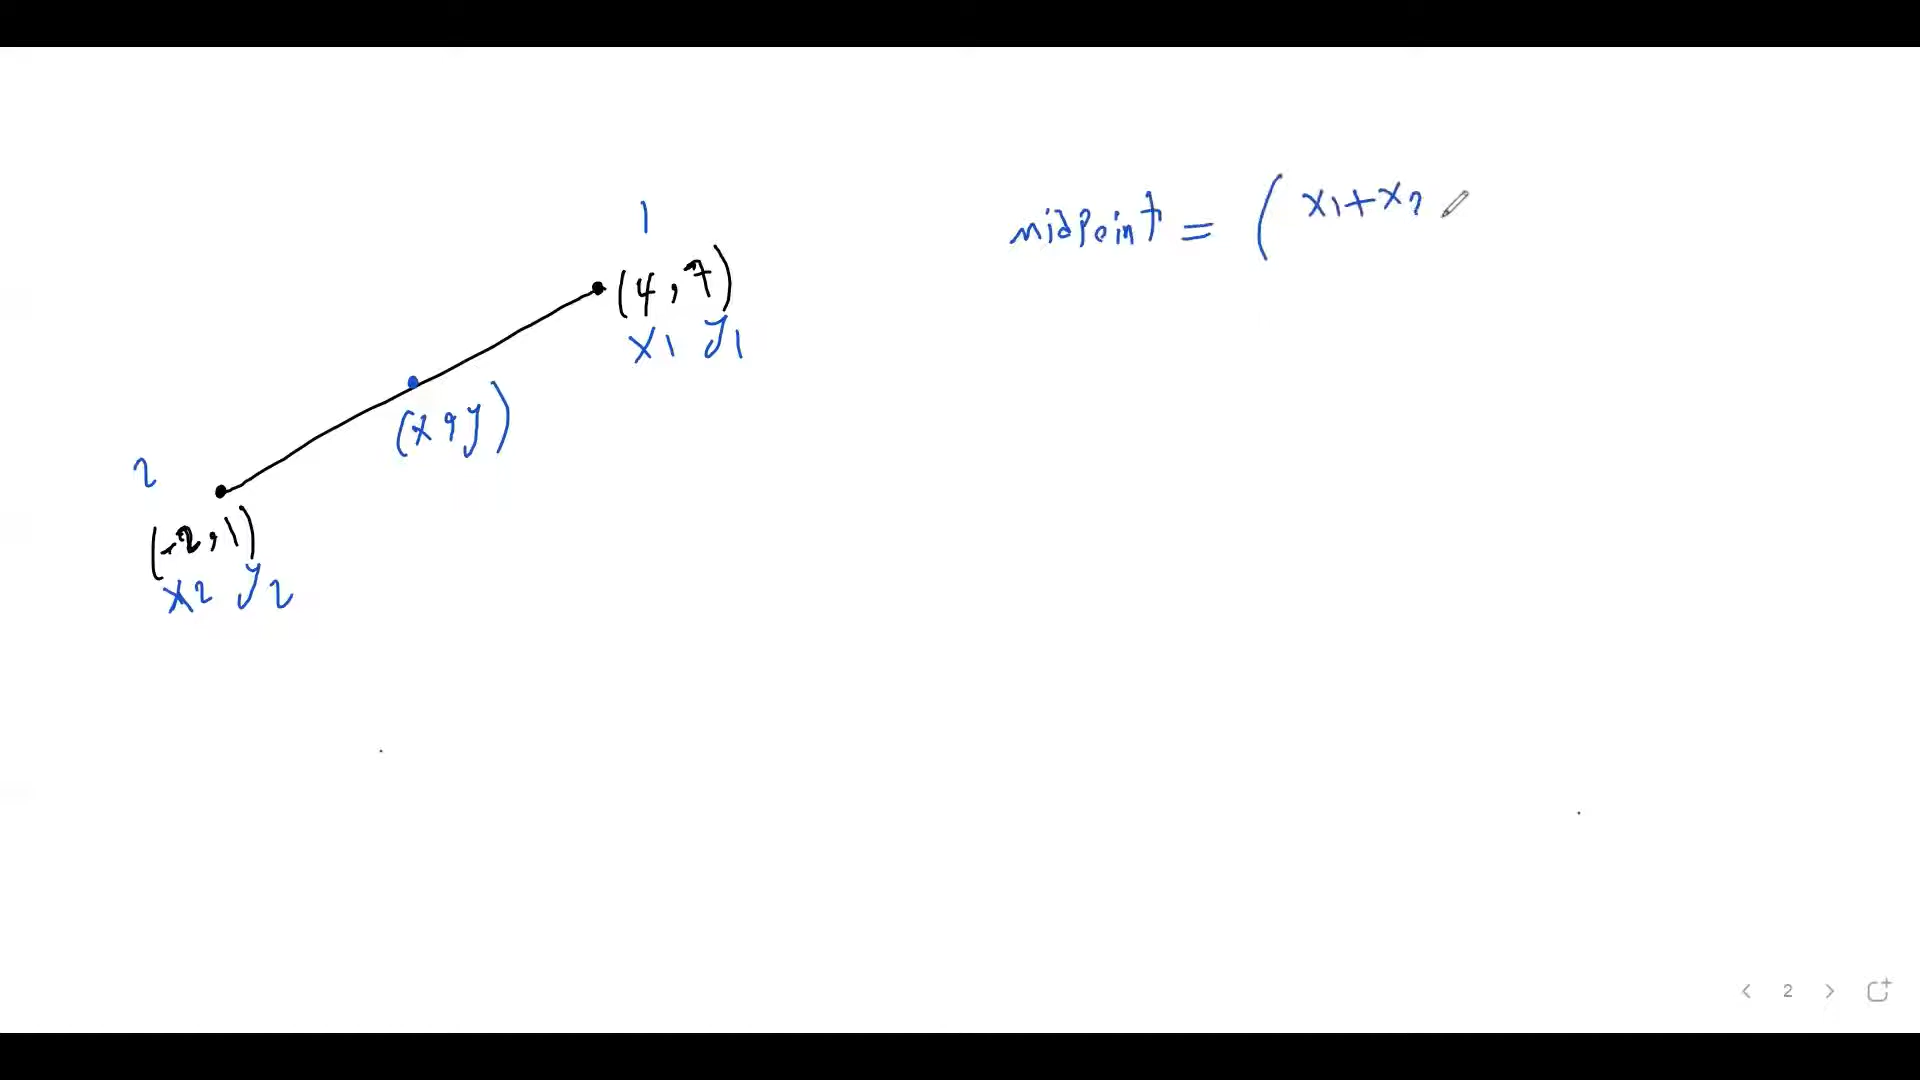 1
midPoint = ( x1+x2
(4,7)
x1 y1
(x,y)
2
(-2,1)
x2 y2
2